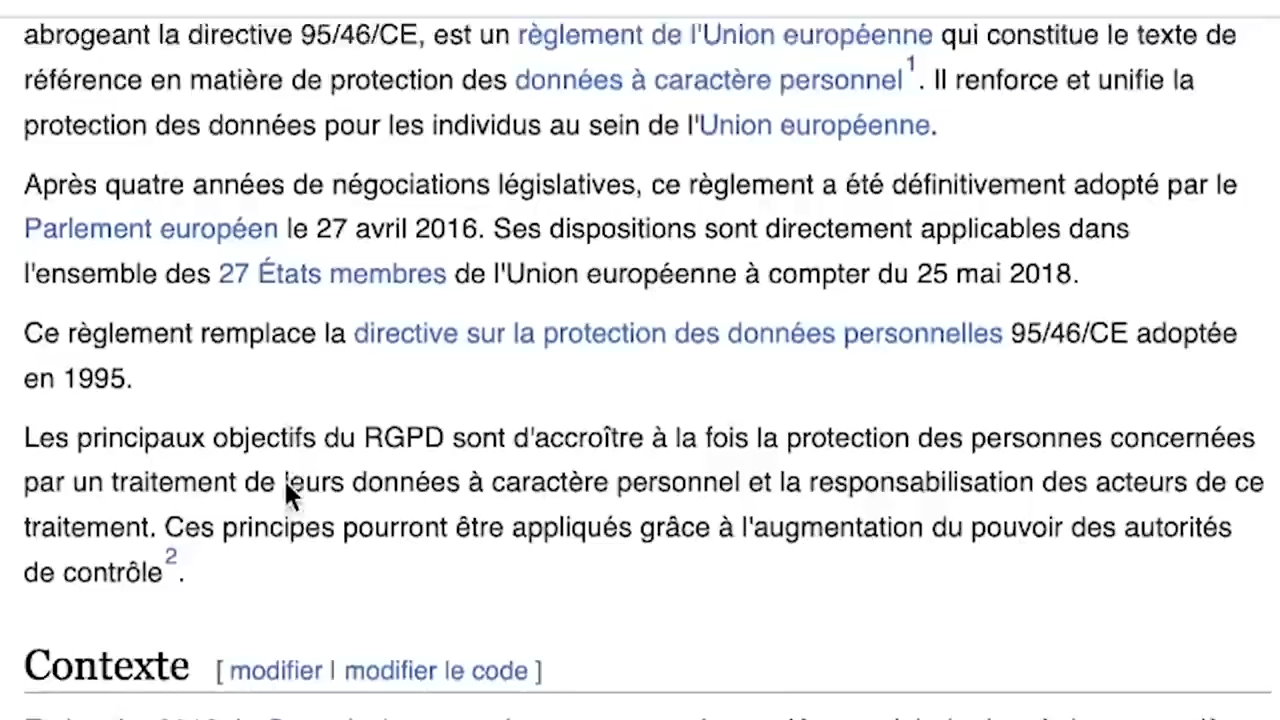 abrogeant la directive 95/46/CE, est un règlement de l'Union européenne qui constitue le texte de
référence en matière de protection des données à caractère personnel1. Il renforce et unifie la
protection des données pour les individus au sein de l'Union européenne.
Après quatre années de négociations législatives, ce règlement a été définitivement adopté par le
Parlement européen le 27 avril 2016. Ses dispositions sont directement applicables dans
l'ensemble des 27 États membres de l'Union européenne à compter du 25 mai 2018.
Ce règlement remplace la directive sur la protection des données personnelles 95/46/CE adoptée
en 1995.
Les principaux objectifs du RGPD sont d'accroître à la fois la protection des personnes concernées
par un traitement de leurs données à caractère personnel et la responsabilisation des acteurs de ce
traitement. Ces principes pourront être appliqués grâce à l'augmentation du pouvoir des autorités
de contrôle2.
Contexte [ modifier | modifier le code ]